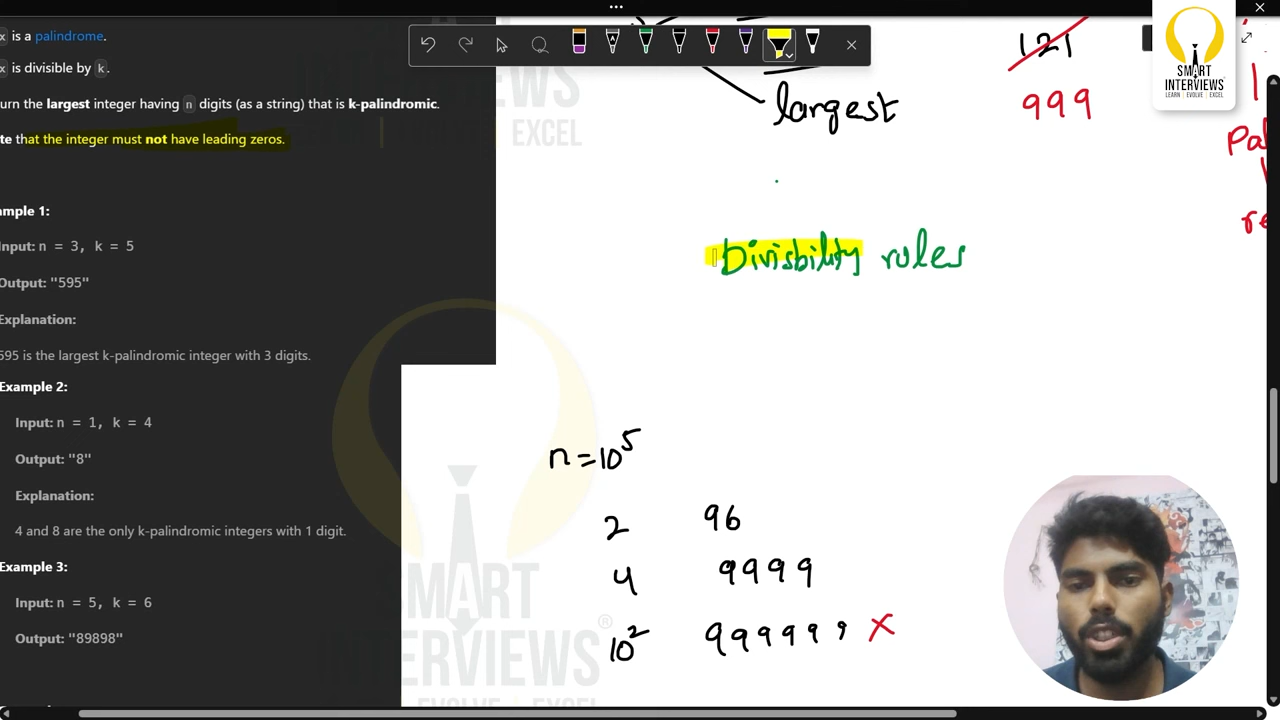 x is a palindrome.
x is divisible by k.
urn the largest integer having n digits (as a string) that is k-palindromic.
te that the integer must not have leading zeros.
ample 1:
Input: n = 3, k = 5
Output: "595"
Explanation:
595 is the largest k-palindromic integer with 3 digits.
Example 2:
Input: n = 1, k = 4
Output: "8"
Explanation:
4 and 8 are the only k-palindromic integers with 1 digit.
Example 3:
Input: n = 5, k = 6
Output: "89898"
largest
121
999
Divisbility rules
n=10^5
2 96
4 9999
10^2 999999 X
SMART
INTERVIEWS
LEARN | EVOLVE | EXCEL
EXCEL
SMART
INTERVIEWS®